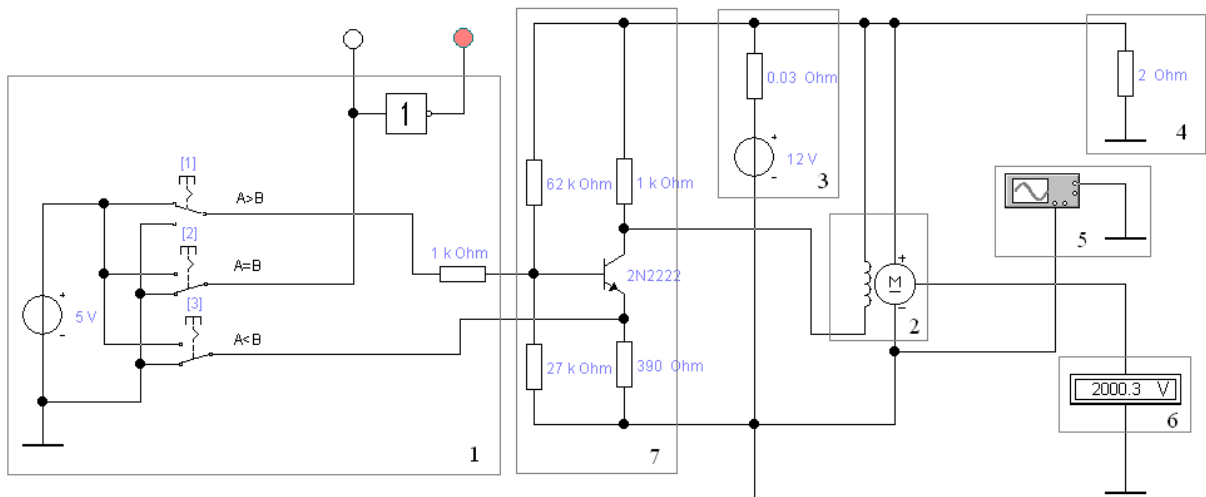 1
0.03 Ohm
2 Ohm
4
[1]
A>B
12 V
3
62 k Ohm
1 k Ohm
[2]
A=B
1 k Ohm
2N2222
5
+
M
-
2
[3]
+
5 V
-
A<B
27 k Ohm
390 Ohm
2000.3 V
6
1
7